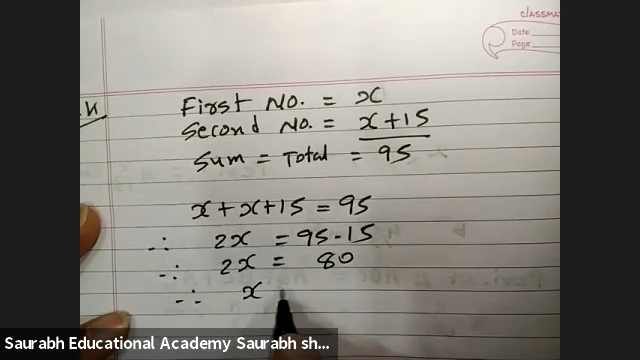 CLASSMA
Date
Page
First No. = x
Second No. = x+15
Sum = Total = 95
x + x + 15 = 95
∴ 2x = 95-15
∴ 2x = 80
∴ x
Saurabh Educational Academy Saurabh sh...